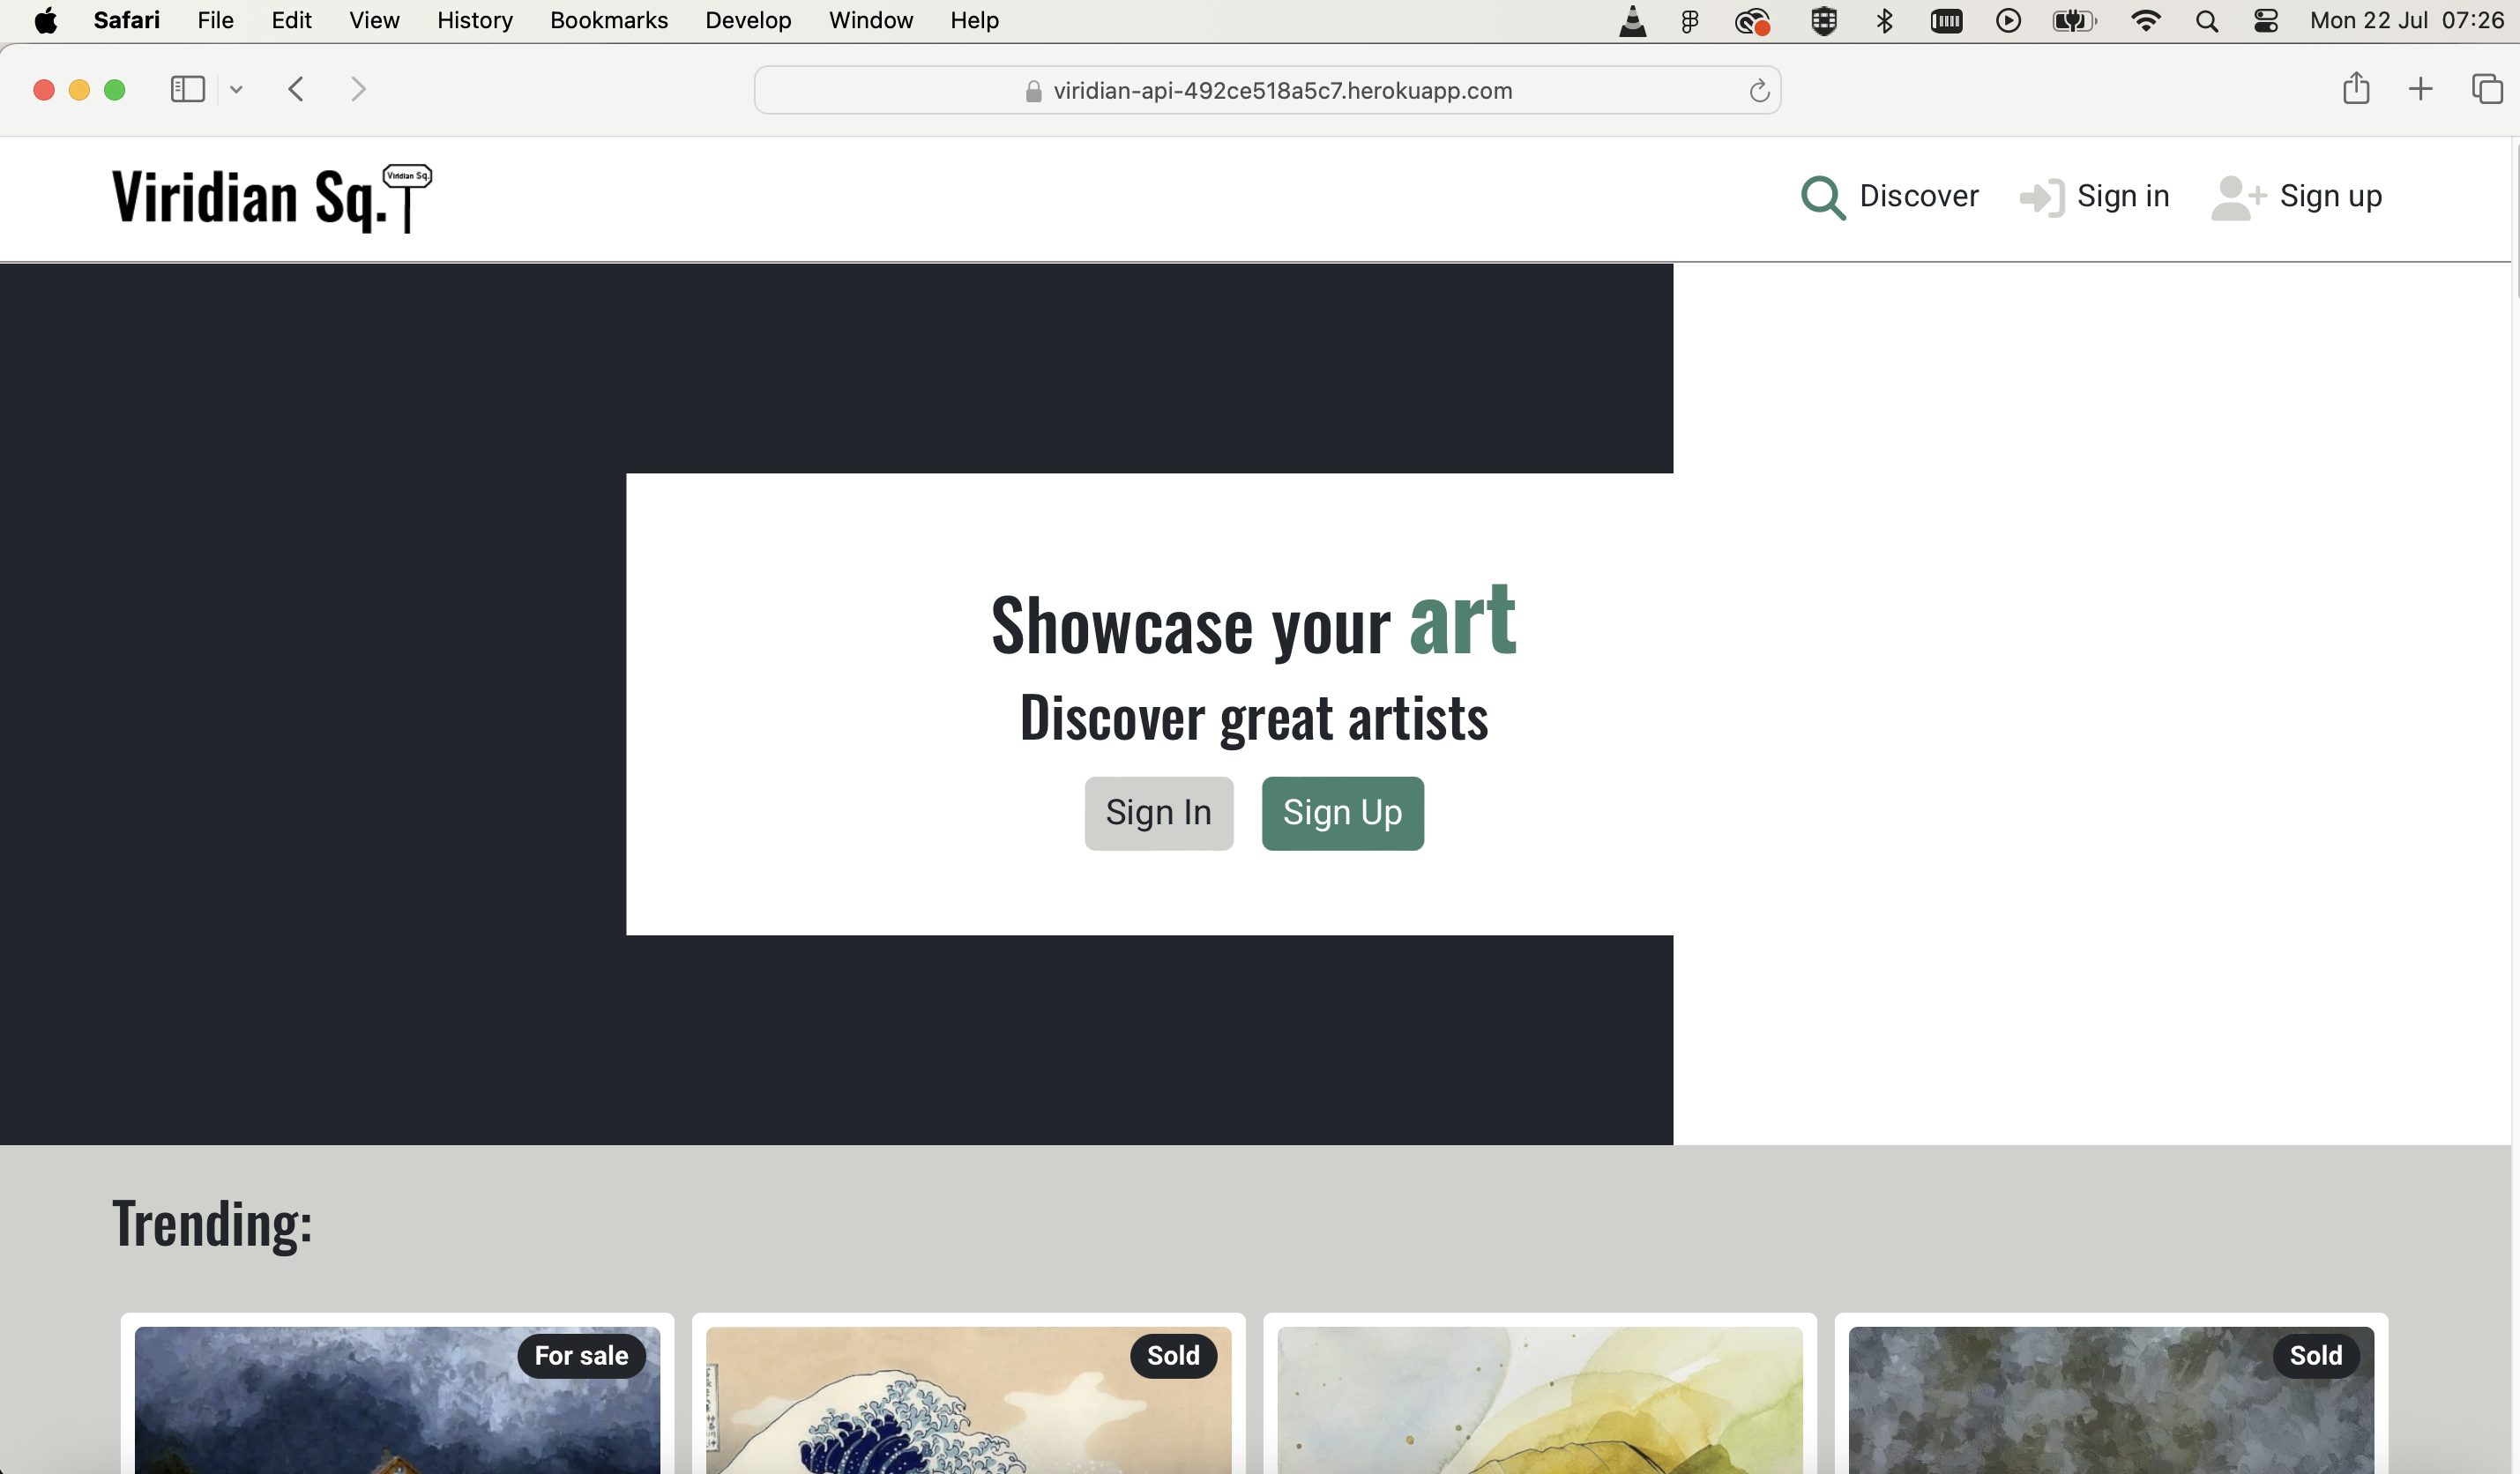 Safari File Edit View History Bookmarks Develop Window Help Mon 22 Jul 07:26
viridian-api-492ce518a5c7.herokuapp.com
Viridian Sq. Viridian Sq. Discover Sign in Sign up
Showcase your art
Discover great artists
Sign In Sign Up
Trending:
For sale Sold Sold